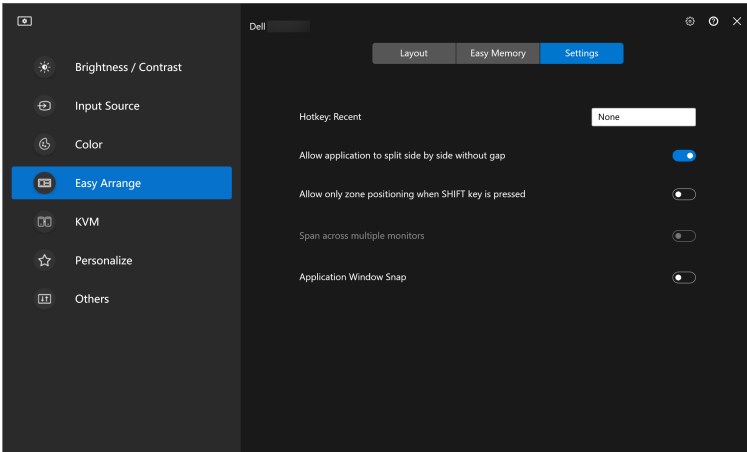 Dell
Layout
Easy Memory
Settings
Brightness / Contrast
Input Source
Color
Easy Arrange
KVM
Personalize
Others
Hotkey: Recent
None
Allow application to split side by side without gap
Allow only zone positioning when SHIFT key is pressed
Span across multiple monitors
Application Window Snap